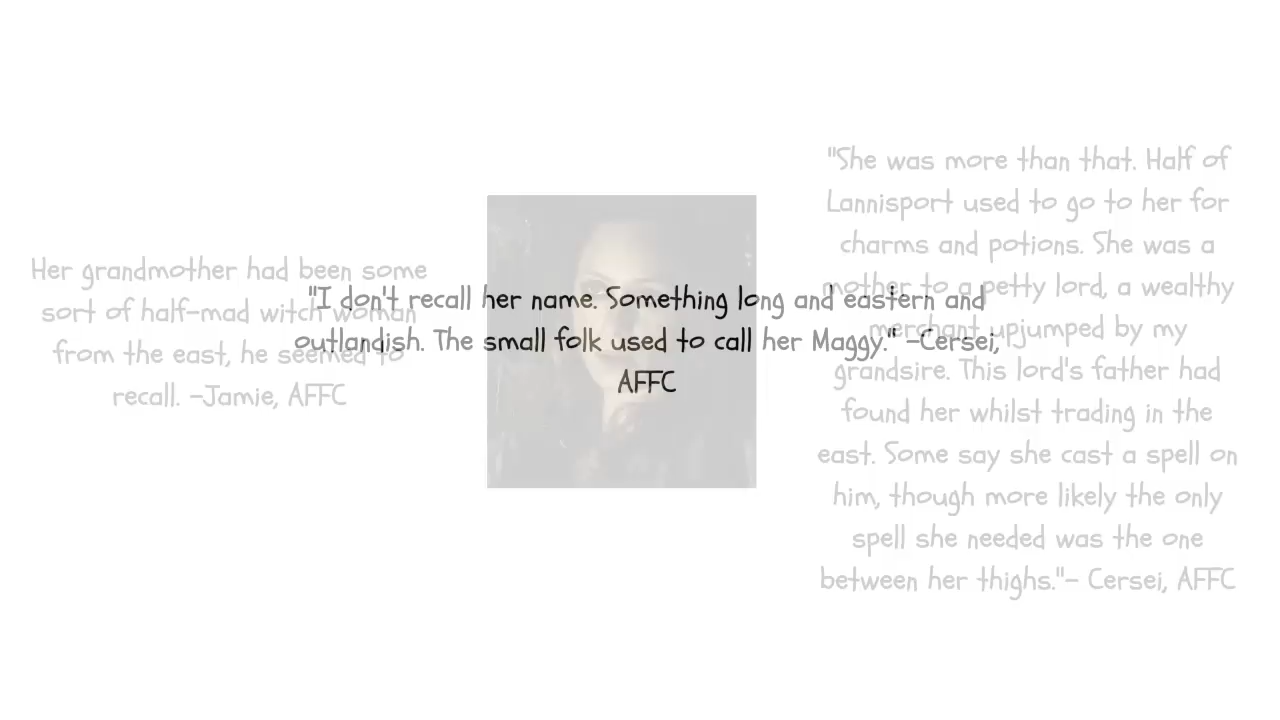 Her grandmother had been some
sort of half-mad witch woman
from the east, he seemed to
recall. -Jamie, AFFC
"I don't recall her name. Something long and eastern and
outlandish. The small folk used to call her Maggy." -Cersei,
AFFC
"She was more than that. Half of
Lannisport used to go to her for
charms and potions. She was a
mother to a petty lord, a wealthy
merchant upjumped by my
grandsire. This lord's father had
found her whilst trading in the
east. Some say she cast a spell on
him, though more likely the only
spell she needed was the one
between her thighs."- Cersei, AFFC